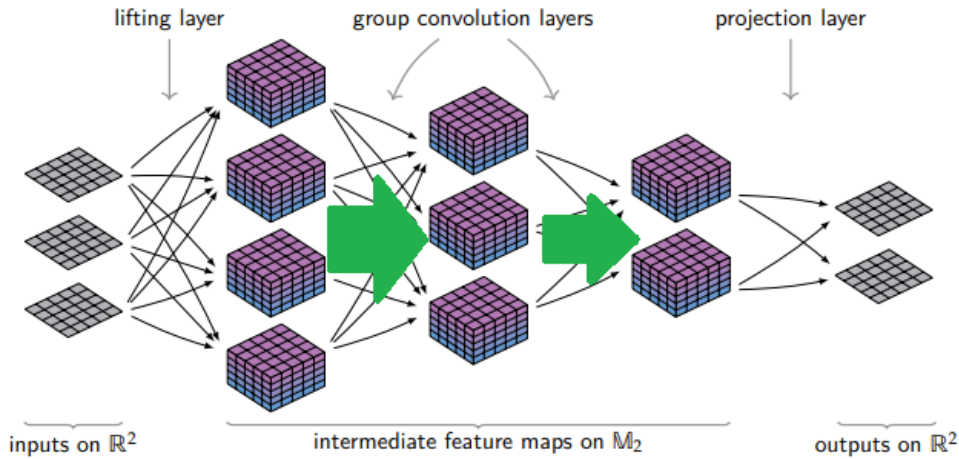 lifting layer
group convolution layers
projection layer
inputs on ℝ²
intermediate feature maps on 𝕄₂
outputs on ℝ²